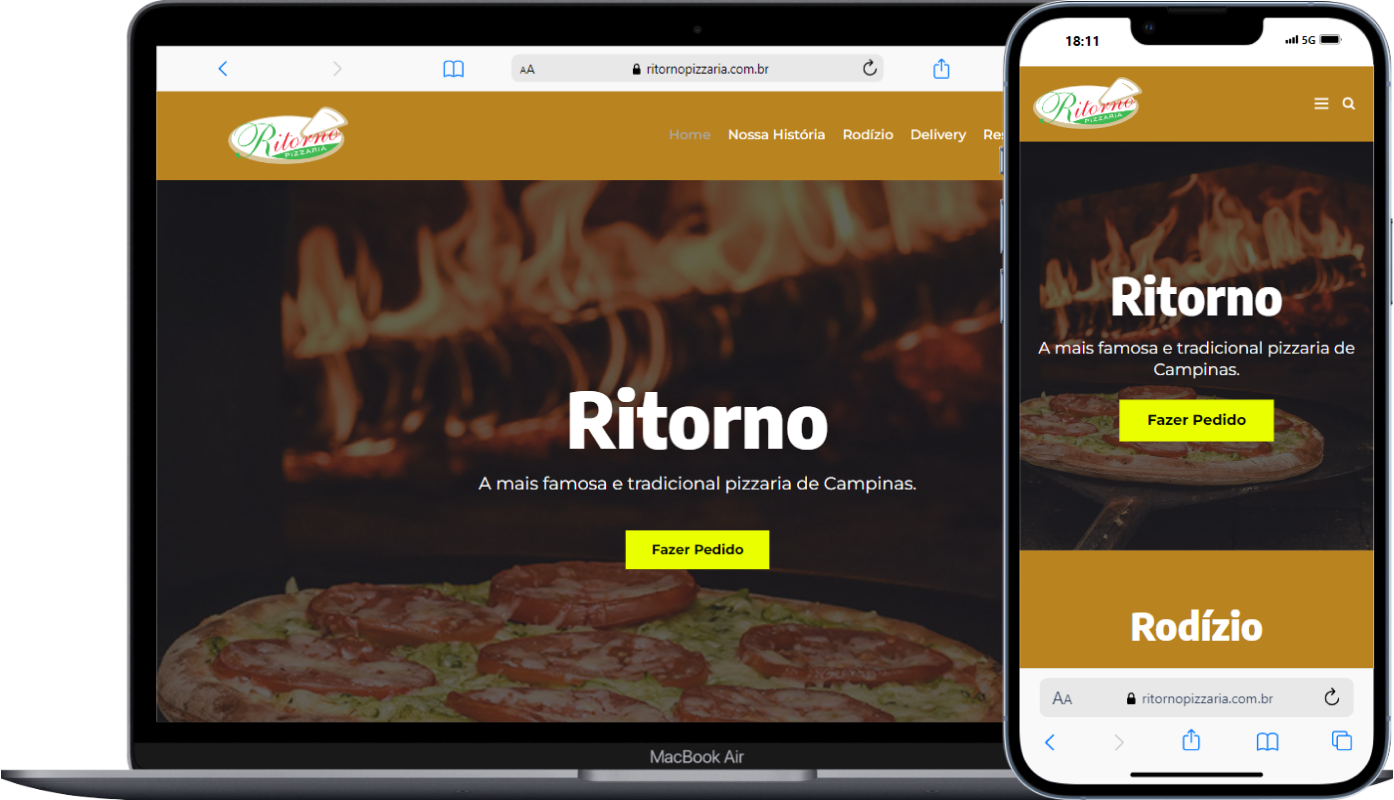 AA
ritornopizzaria.com.br
Ritorno
PIZZARIA
Home Nossa História Rodízio Delivery
Ritorno
A mais famosa e tradicional pizzaria de Campinas.
Fazer Pedido
MacBook Air
18:11
5G
Ritorno
PIZZARIA
Ritorno
A mais famosa e tradicional pizzaria de
Campinas.
Fazer Pedido
Rodízio
AA
ritornopizzaria.com.br